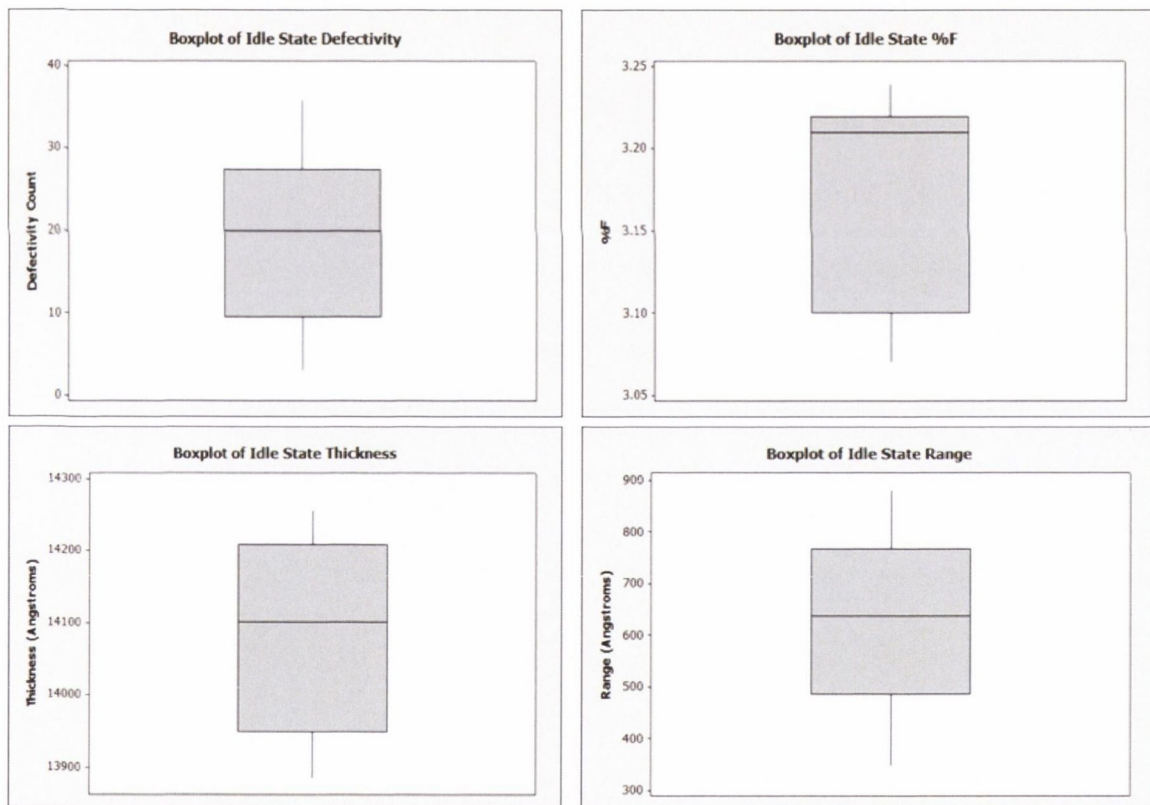 Boxplot of Idle State Defectivity
40
30
20
10
0
Defectivity Count
Boxplot of Idle State %F
3.25
3.20
3.15
3.10
3.05
%F
Boxplot of Idle State Thickness
14300
14200
14100
14000
13900
Thickness (Angstroms)
Boxplot of Idle State Range
900
800
700
600
500
400
300
Range (Angstroms)